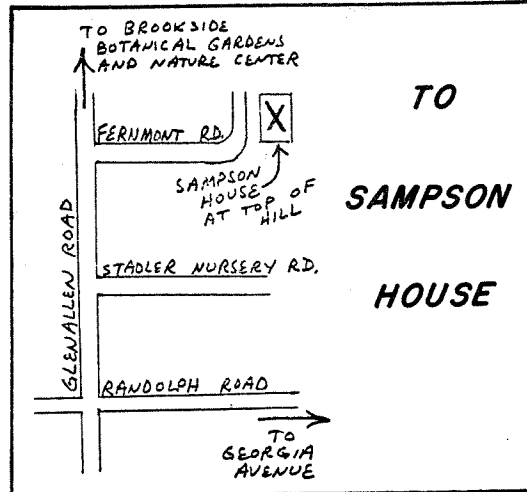 TO BROOKSIDE
BOTANICAL GARDENS
AND NATURE CENTER
TO
SAMPSON
HOUSE
FERNMONT RD.
X
SAMPSON
HOUSE
AT TOP OF
HILL
STADLER NURSERY RD.
GLENALLEN ROAD
RANDOLPH ROAD
TO
GEORGIA
AVENUE